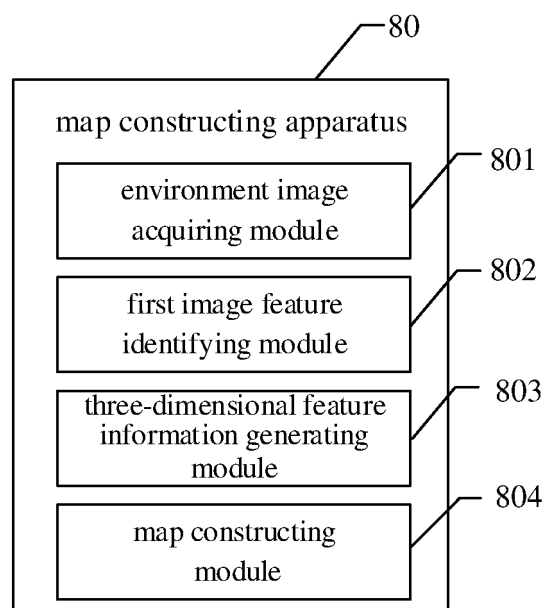 80
map constructing apparatus
801
environment image
acquiring module
802
first image feature
identifying module
803
three-dimensional feature
information generating
module
804
map constructing
module